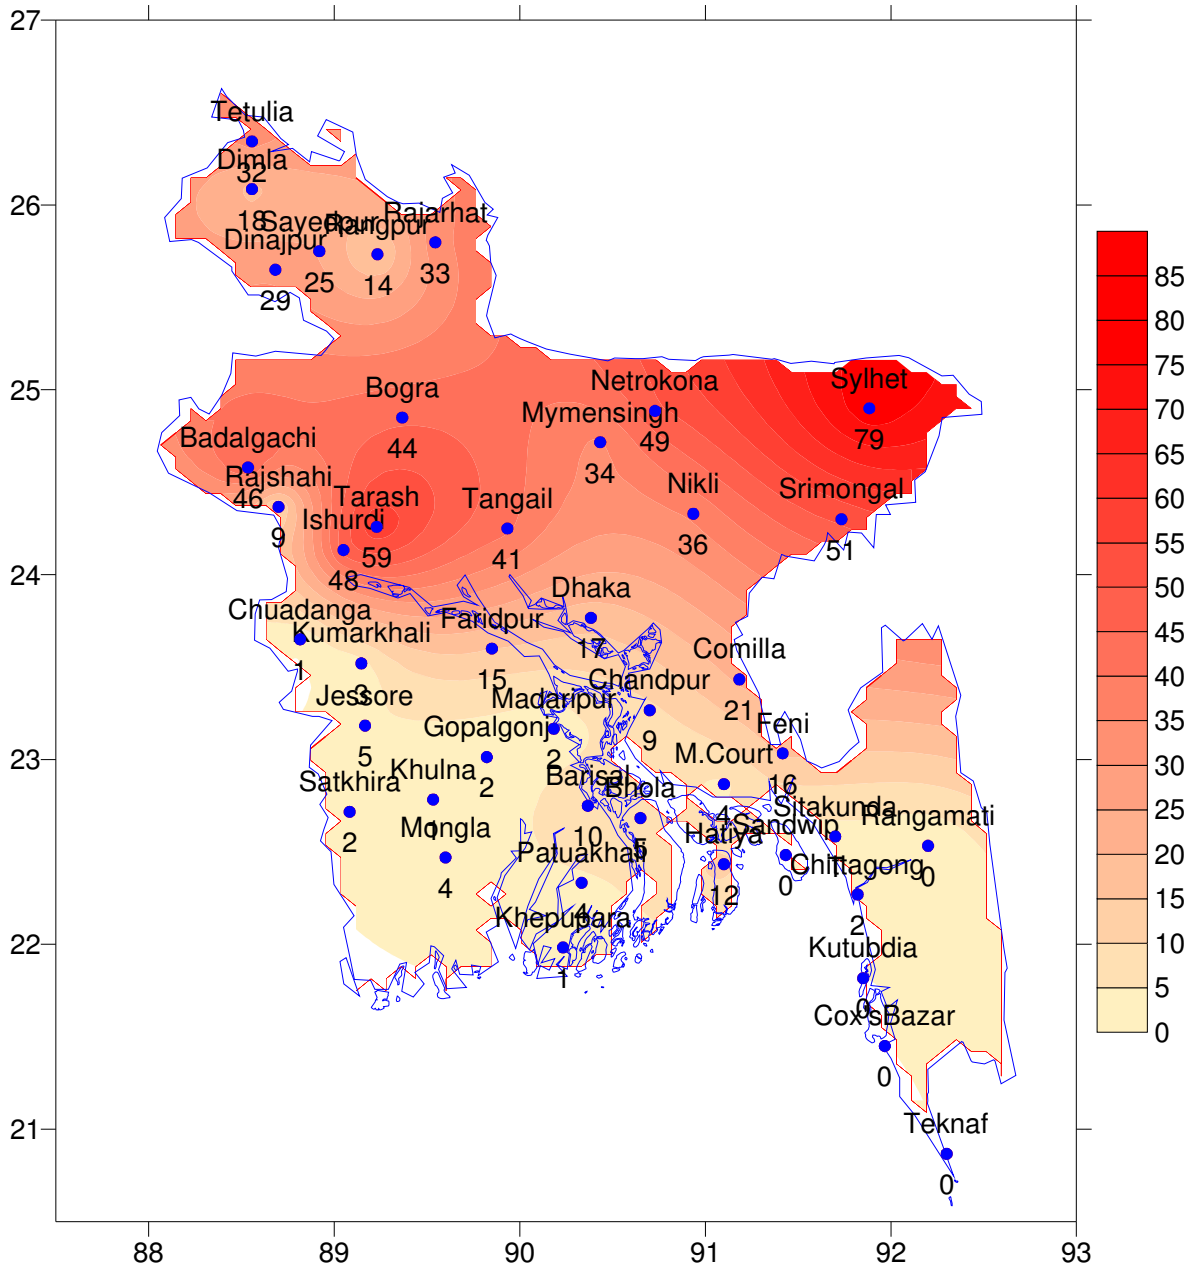 27
26
25
24
23
22
21
88
89
90
91
92
93
Tetulia
32
Dimla
18
Sayedpur
25
Rangpur
14
Rajarhat
33
Dinajpur
29
Bogra
44
Netrokona
49
Mymensingh
34
Sylhet
79
Badalgachi
46
Rajshahi
9
Tarash
59
Ishurdi
48
Tangail
41
Nikli
36
Srimongal
51
Dhaka
17
Chuadanga
1
Kumarkhali
3
Faridpur
15
Comilla
21
Chandpur
9
Jessore
5
Madaripur
2
Gopalgonj
2
Feni
16
M.Court
4
Satkhira
2
Khulna
1
Barisal
10
Bhola
5
Mongla
4
Hatiya
12
Sandwip
0
Sitakunda
1
Rangamati
0
Patuakhali
4
Chittagong
2
Khepupara
1
Kutubdia
0
Cox'sBazar
0
Teknaf
0
85
80
75
70
65
60
55
50
45
40
35
30
25
20
15
10
5
0